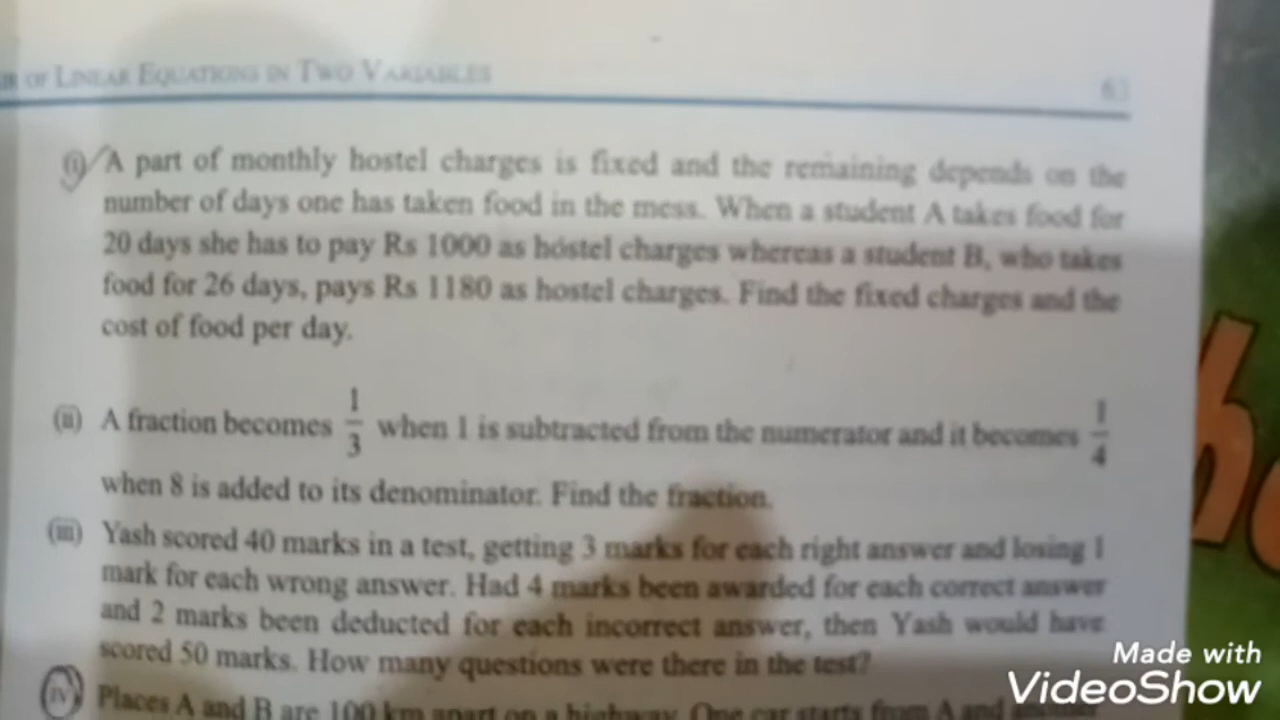 OF LINEAR EQUATIONS IN TWO VARIABLES
63
(i) A part of monthly hostel charges is fixed and the remaining depends on the
number of days one has taken food in the mess. When a student A takes food for
20 days she has to pay Rs 1000 as hostel charges whereas a student B, who takes
food for 26 days, pays Rs 1180 as hostel charges. Find the fixed charges and the
cost of food per day.
(ii) A fraction becomes 1/3 when 1 is subtracted from the numerator and it becomes 1/4
when 8 is added to its denominator. Find the fraction.
(iii) Yash scored 40 marks in a test, getting 3 marks for each right answer and losing 1
mark for each wrong answer. Had 4 marks been awarded for each correct answer
and 2 marks been deducted for each incorrect answer, then Yash would have
scored 50 marks. How many questions were there in the test?
(iv) Places A and B are 100 km apart on a highway. One car starts from A and
Made with
VideoShow